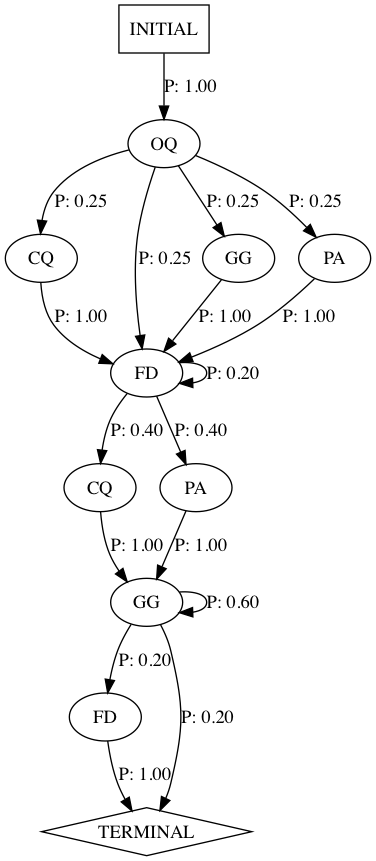 INITIAL
P: 1.00
OQ
P: 0.25
P: 0.25
P: 0.25
P: 0.25
CQ
GG
PA
P: 1.00
P: 1.00
P: 1.00
FD
P: 0.20
P: 0.40
P: 0.40
CQ
PA
P: 1.00
P: 1.00
GG
P: 0.60
P: 0.20
P: 0.20
FD
P: 1.00
TERMINAL